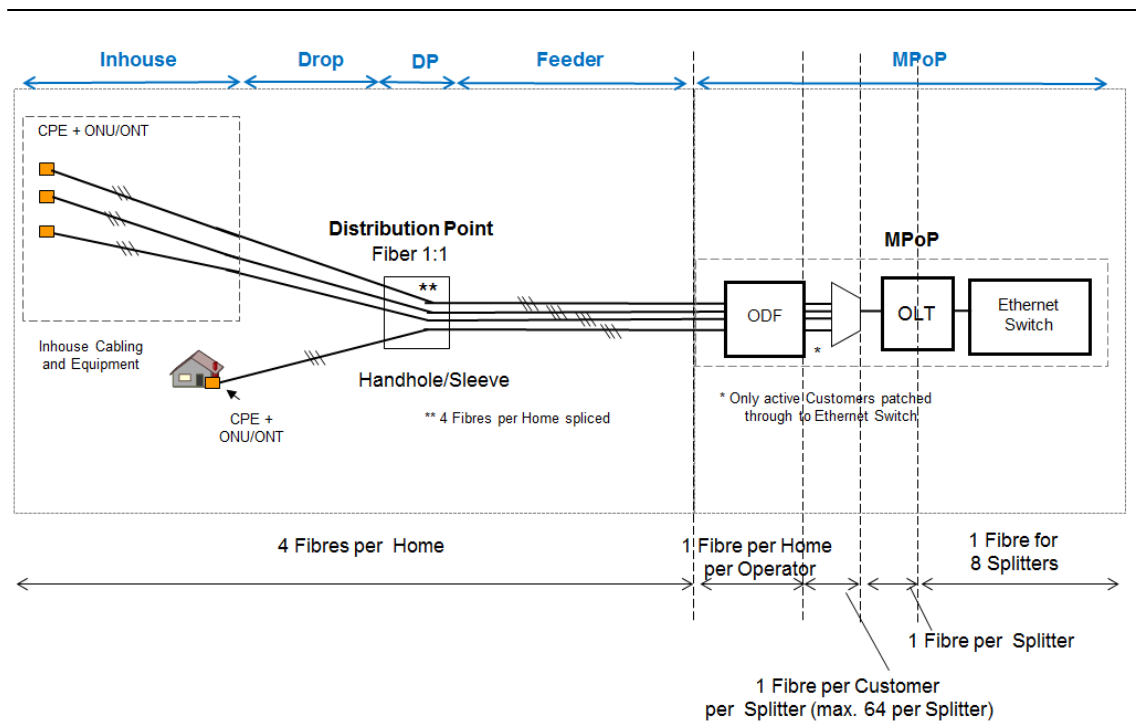 Inhouse
Drop
DP
Feeder
MPoP
CPE + ONU/ONT
Distribution Point
Fiber 1:1
**
MPoP
ODF
OLT
Ethernet
Switch
*
Inhouse Cabling
and Equipment
Handhole/Sleeve
CPE +
ONU/ONT
** 4 Fibres per Home spliced
* Only active Customers patched
through to Ethernet Switch
4 Fibres per Home
1 Fibre per Home
per Operator
1 Fibre for
8 Splitters
1 Fibre per Splitter
1 Fibre per Customer
per Splitter (max. 64 per Splitter)